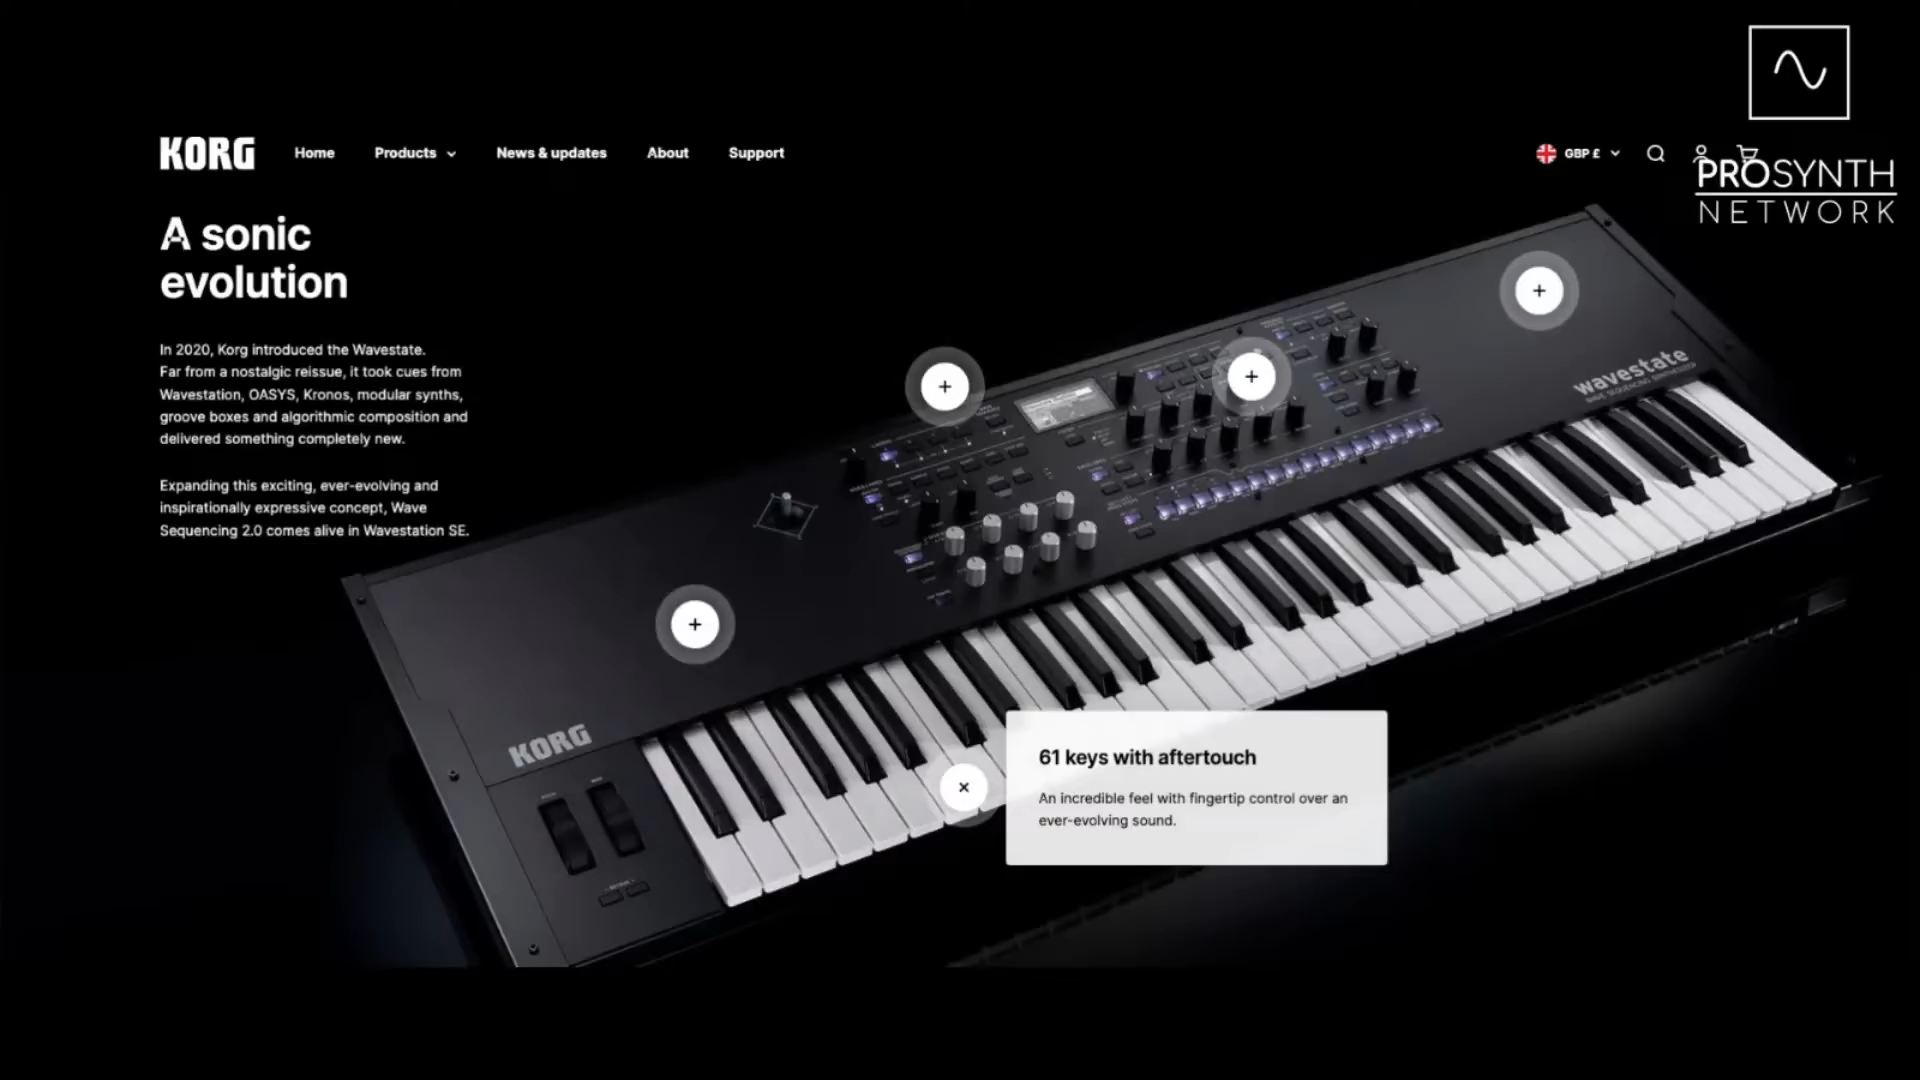 KORG
Home
Products
News & updates
About
Support
GBP £
PROSYNTH
NETWORK
A sonic
evolution
In 2020, Korg introduced the Wavestate.
Far from a nostalgic reissue, it took cues from
Wavestation, OASYS, Kronos, modular synths,
groove boxes and algorithmic composition and
delivered something completely new.
Expanding this exciting, ever-evolving and
inspirationally expressive concept, Wave
Sequencing 2.0 comes alive in Wavestation SE.
wavestate
WAVE SEQUENCING SYNTHESIZER
KORG
61 keys with aftertouch
An incredible feel with fingertip control over an
ever-evolving sound.